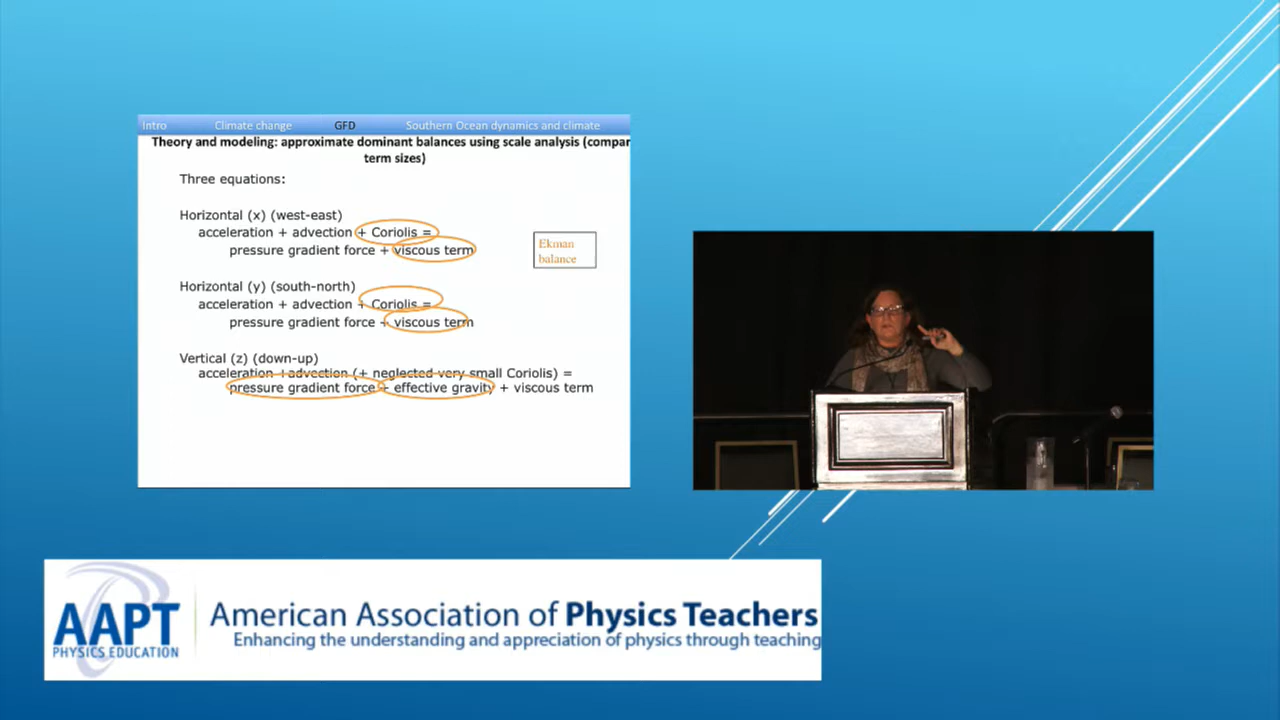 Intro Climate change GFD Southern Ocean dynamics and climate
Theory and modeling: approximate dominant balances using scale analysis (compar
term sizes)
Three equations:
Horizontal (x) (west-east)
acceleration + advection + Coriolis =
pressure gradient force + viscous term
Ekman
balance
Horizontal (y) (south-north)
acceleration + advection + Coriolis =
pressure gradient force + viscous term
Vertical (z) (down-up)
acceleration +advection (+ neglected very small Coriolis) =
pressure gradient force + effective gravity + viscous term
AAPT
PHYSICS EDUCATION
American Association of Physics Teachers
Enhancing the understanding and appreciation of physics through teaching